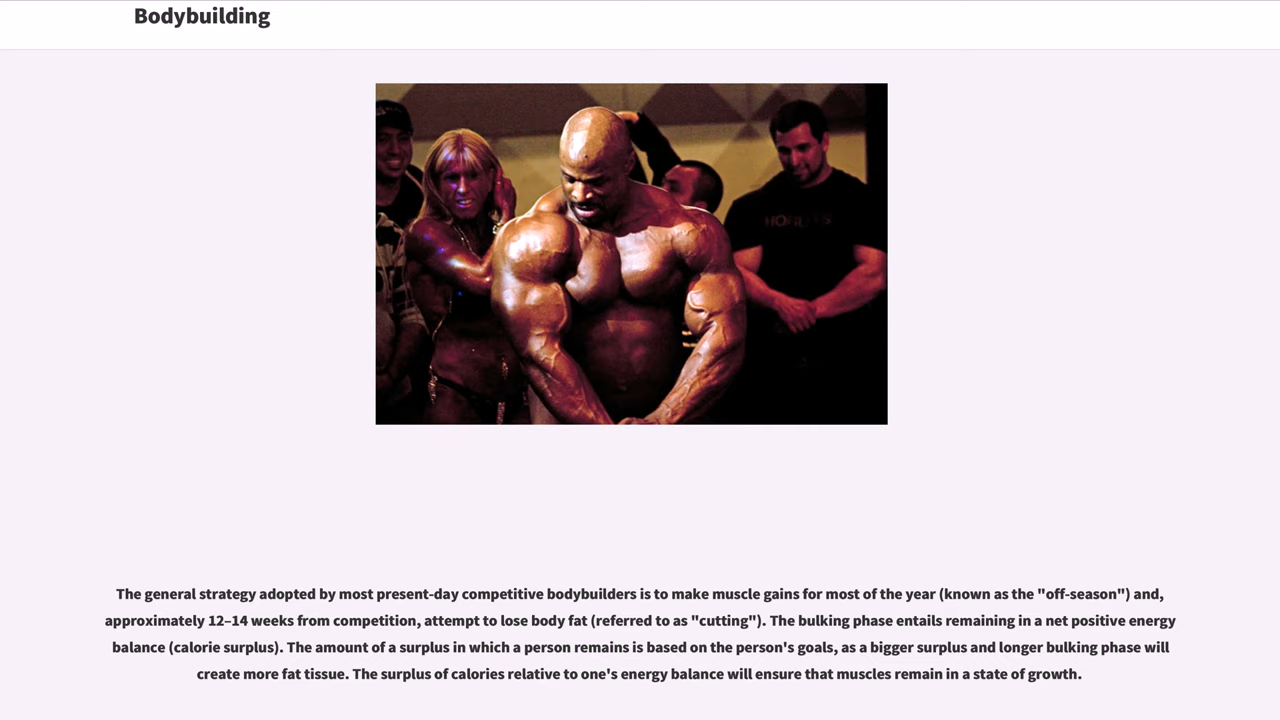 Bodybuilding
The general strategy adopted by most present-day competitive bodybuilders is to make muscle gains for most of the year (known as the "off-season") and,
approximately 12–14 weeks from competition, attempt to lose body fat (referred to as "cutting"). The bulking phase entails remaining in a net positive energy
balance (calorie surplus). The amount of a surplus in which a person remains is based on the person's goals, as a bigger surplus and longer bulking phase will
create more fat tissue. The surplus of calories relative to one's energy balance will ensure that muscles remain in a state of growth.